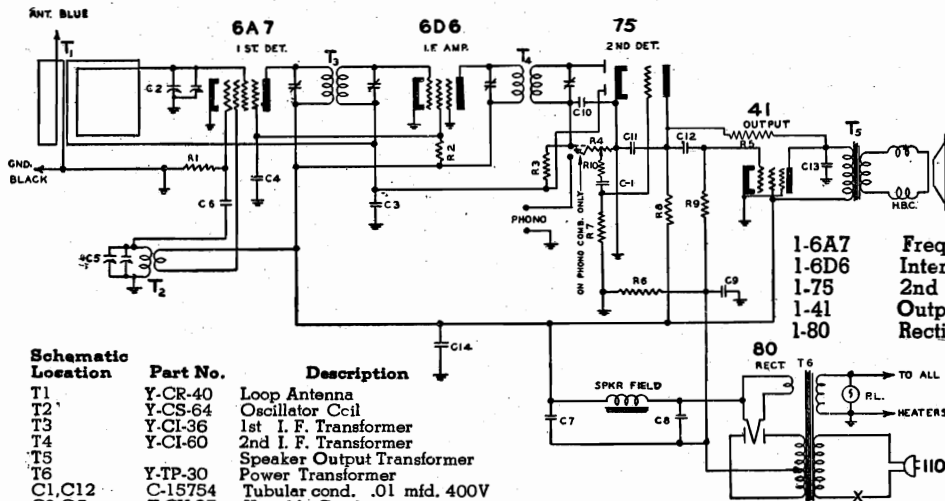 ANT. BLUE
T1
6A7
1 ST. DET.
6D6
I.F. AMP.
75
2ND DET.
T3
T4
C2
C10
41
OUTPUT
R5
T5
C13
H.B.C.
GND.
BLACK
R1
C4
R2
R3
R4
R10
C-1
C11
C12
C6
C3
PHONO
ON PHONO COMB. ONLY
R7
R8
R9
C5
T2
R6
C9
1-6A7 Freq
1-6D6 Inter
1-75 2nd
1-41 Outp
1-80 Recti
C14
80
RECT.
T6
TO ALL
P.L.
HEATERS
SPKR FIELD
C7
C8
110
X
Schematic Location Part No. Description
T1 Y-CR-40 Loop Antenna
T2 Y-CS-64 Oscillator Coil
T3 Y-CI-36 1st I. F. Transformer
T4 Y-CI-60 2nd I. F. Transformer
T5 Speaker Output Transformer
T6 Y-TP-30 Power Transformer
C1,C12 C-15754 Tubular cond. .01 mfd. 400V